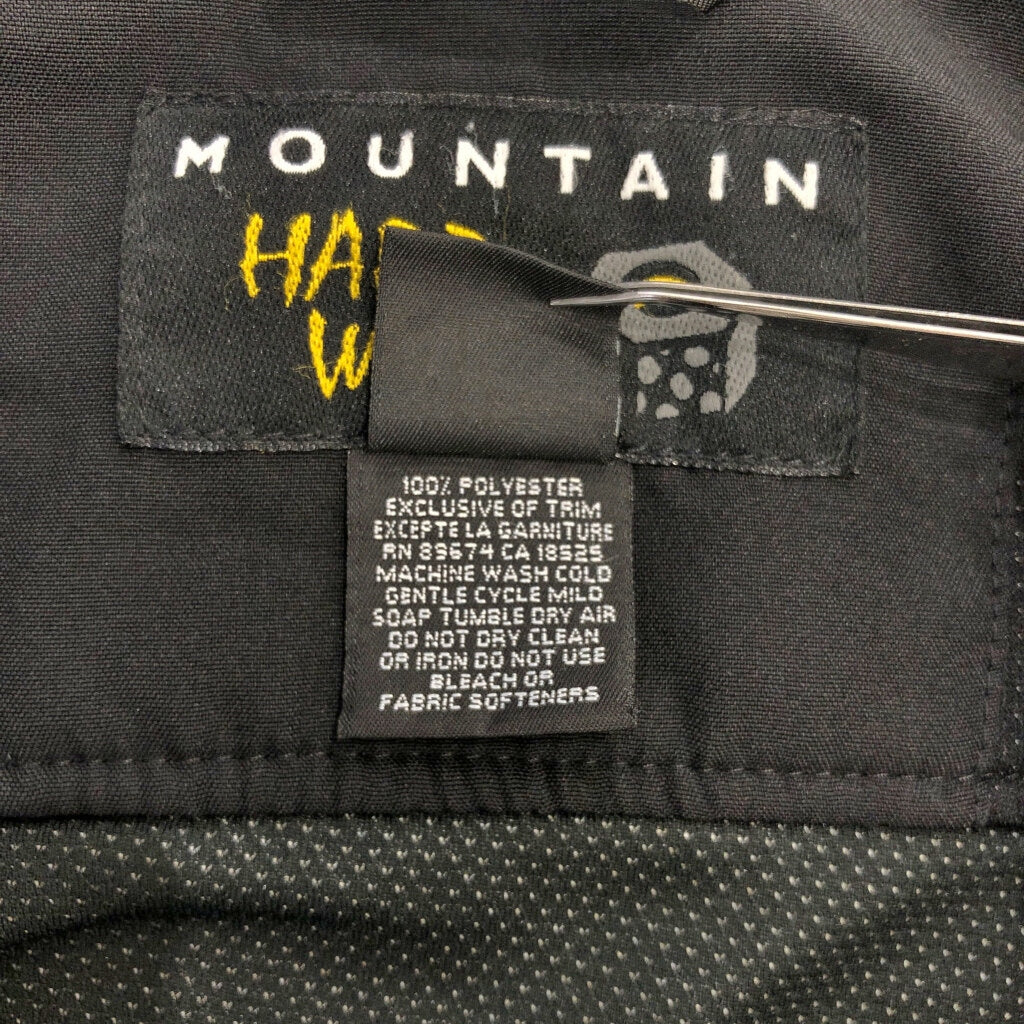 MOUNTAIN
100% POLYESTER
EXCLUSIVE OF TRIM
EXCEPTE LA GARNITURE
RN 89674 CA 18525
MACHINE WASH COLD
GENTLE CYCLE MILD
SOAP TUMBLE DRY AIR
DO NOT DRY CLEAN
OR IRON DO NOT USE
BLEACH OR
FABRIC SOFTENERS